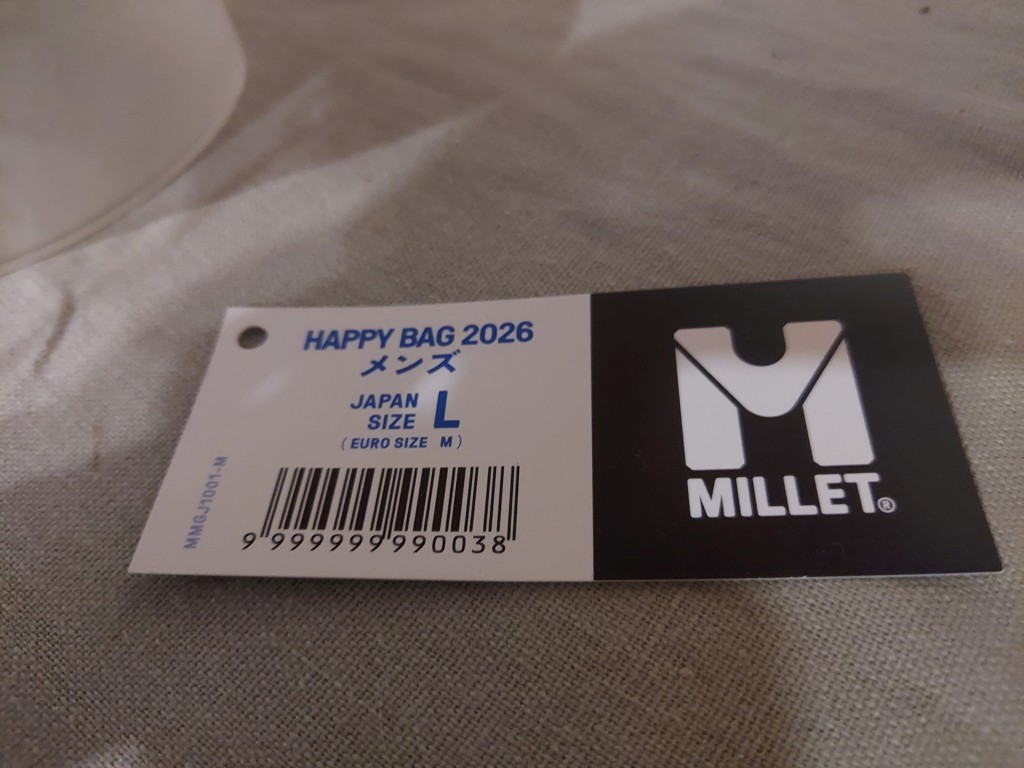 HAPPY BAG 2026
メンズ
JAPAN
SIZE L
( EURO SIZE M )
MMGJ1001-M
9 999999 990038
MILLET®